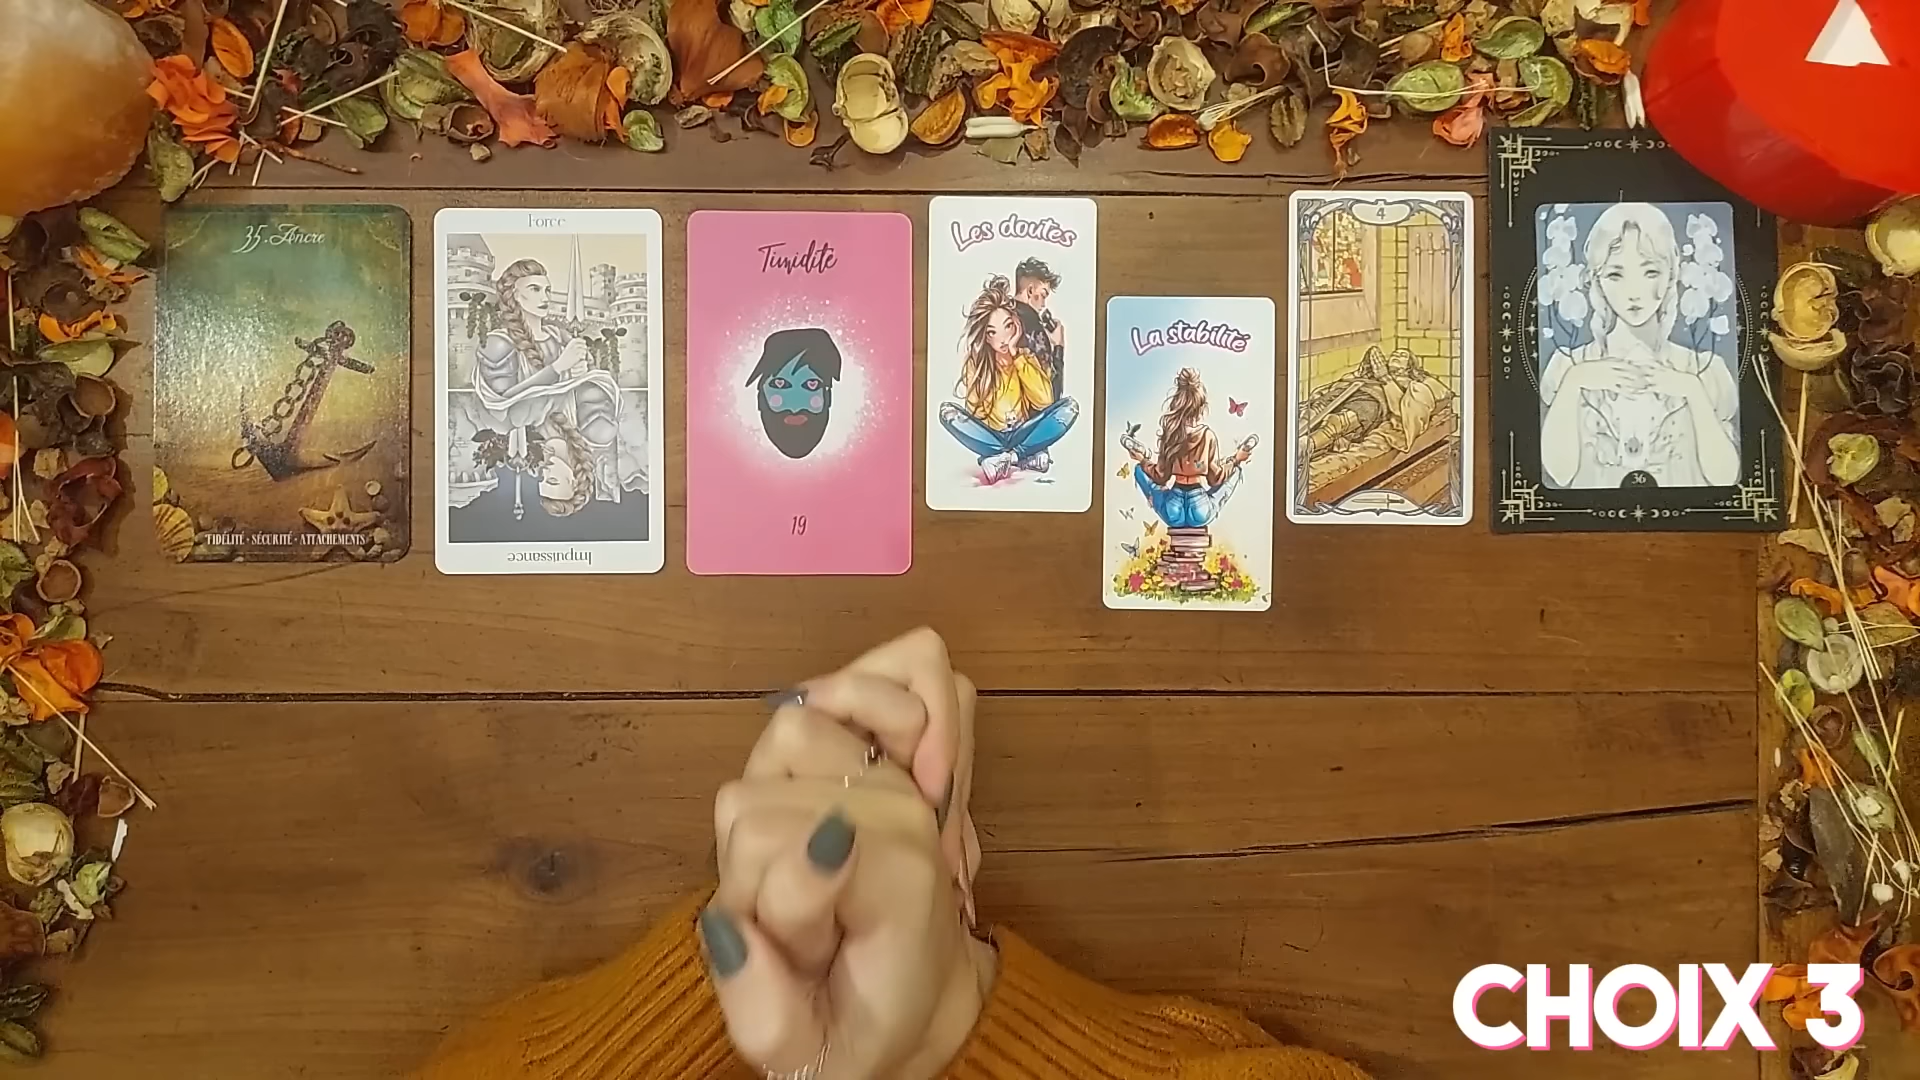 35. Ancre
FIDÉLITÉ • SÉCURITÉ • ATTACHEMENTS
Force
Impuissance
Timidité
19
Les doutes
La stabilité
4
36
CHOIX 3